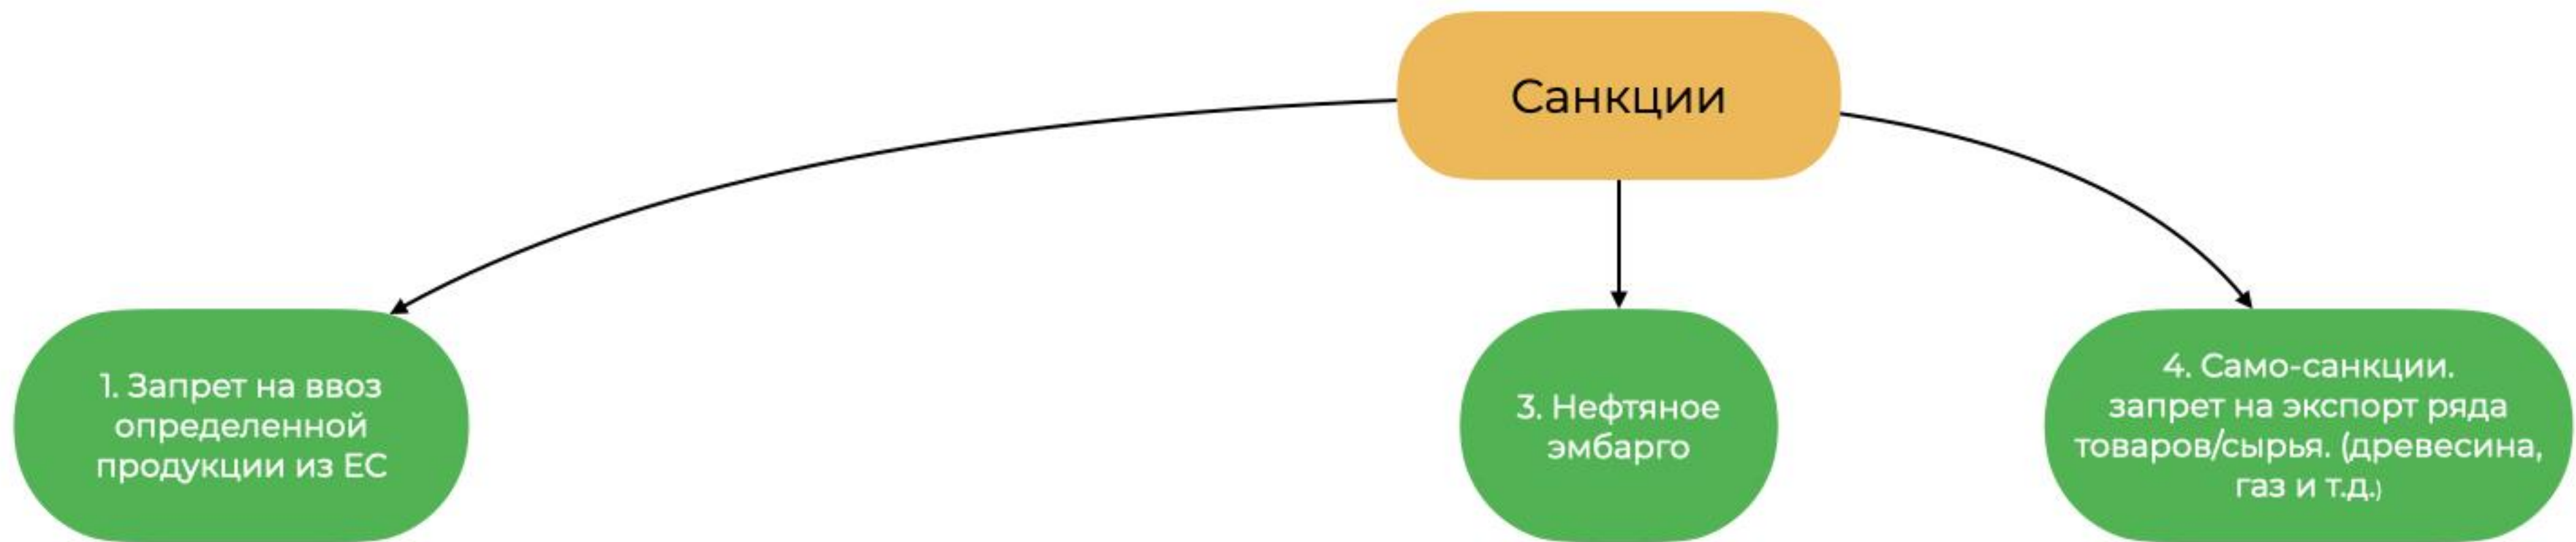 Санкции
1. Запрет на ввоз
определенной
продукции из ЕС
3. Нефтяное
эмбарго
4. Само-санкции.
запрет на экспорт ряда
товаров/сырья. (древесина,
газ и т.д.)